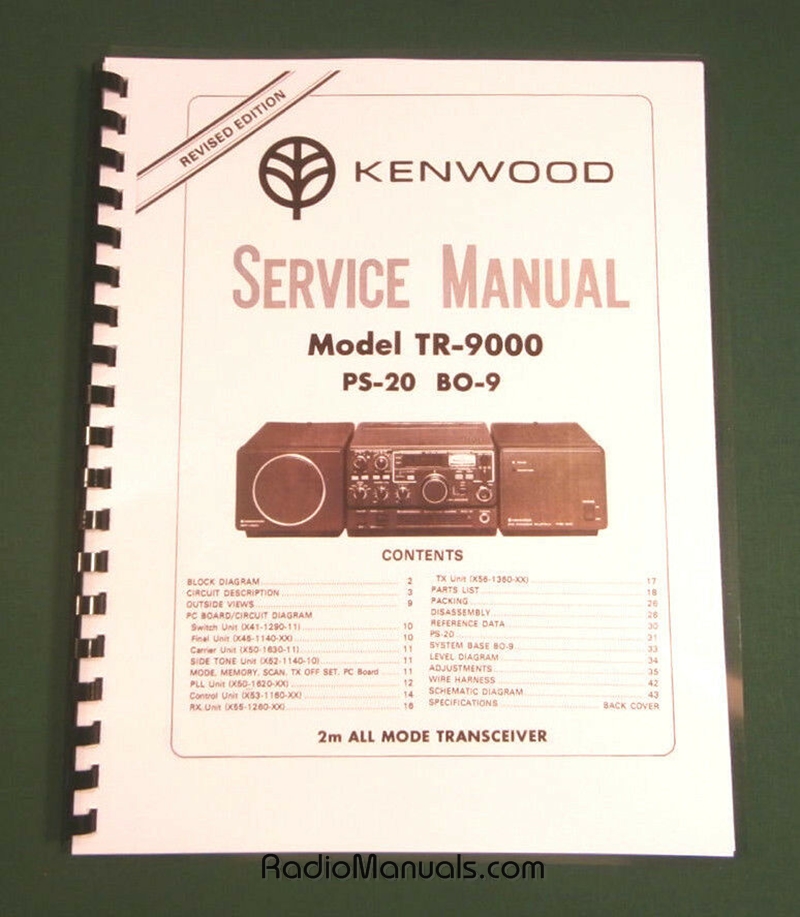 REVISED EDITION
KENWOOD
SERVICE MANUAL
Model TR-9000
PS-20 BO-9
CONTENTS
BLOCK DIAGRAM 2
CIRCUIT DESCRIPTION 3
OUTSIDE VIEWS 9
PC BOARD/CIRCUIT DIAGRAM
Switch Unit (X41-1290-11) 10
Final Unit (X45-1140-XX) 10
Carrier Unit (X50-1630-11) 11
SIDE TONE Unit (X52-1140-10) 11
MODE, MEMORY, SCAN, TX OFF SET, PC Board 11
PLL Unit (X50-1620-XX) 12
Control Unit (X53-1160-XX) 14
RX Unit (X55-1260-XX) 16
TX Unit (X56-1360-XX) 17
PARTS LIST 18
PACKING 26
DISASSEMBLY 26
REFERENCE DATA 30
PS-20 31
SYSTEM BASE BO-9 33
LEVEL DIAGRAM 34
ADJUSTMENTS 35
WIRE HARNESS 42
SCHEMATIC DIAGRAM 43
SPECIFICATIONS BACK COVER
2m ALL MODE TRANSCEIVER
RadioManuals.com